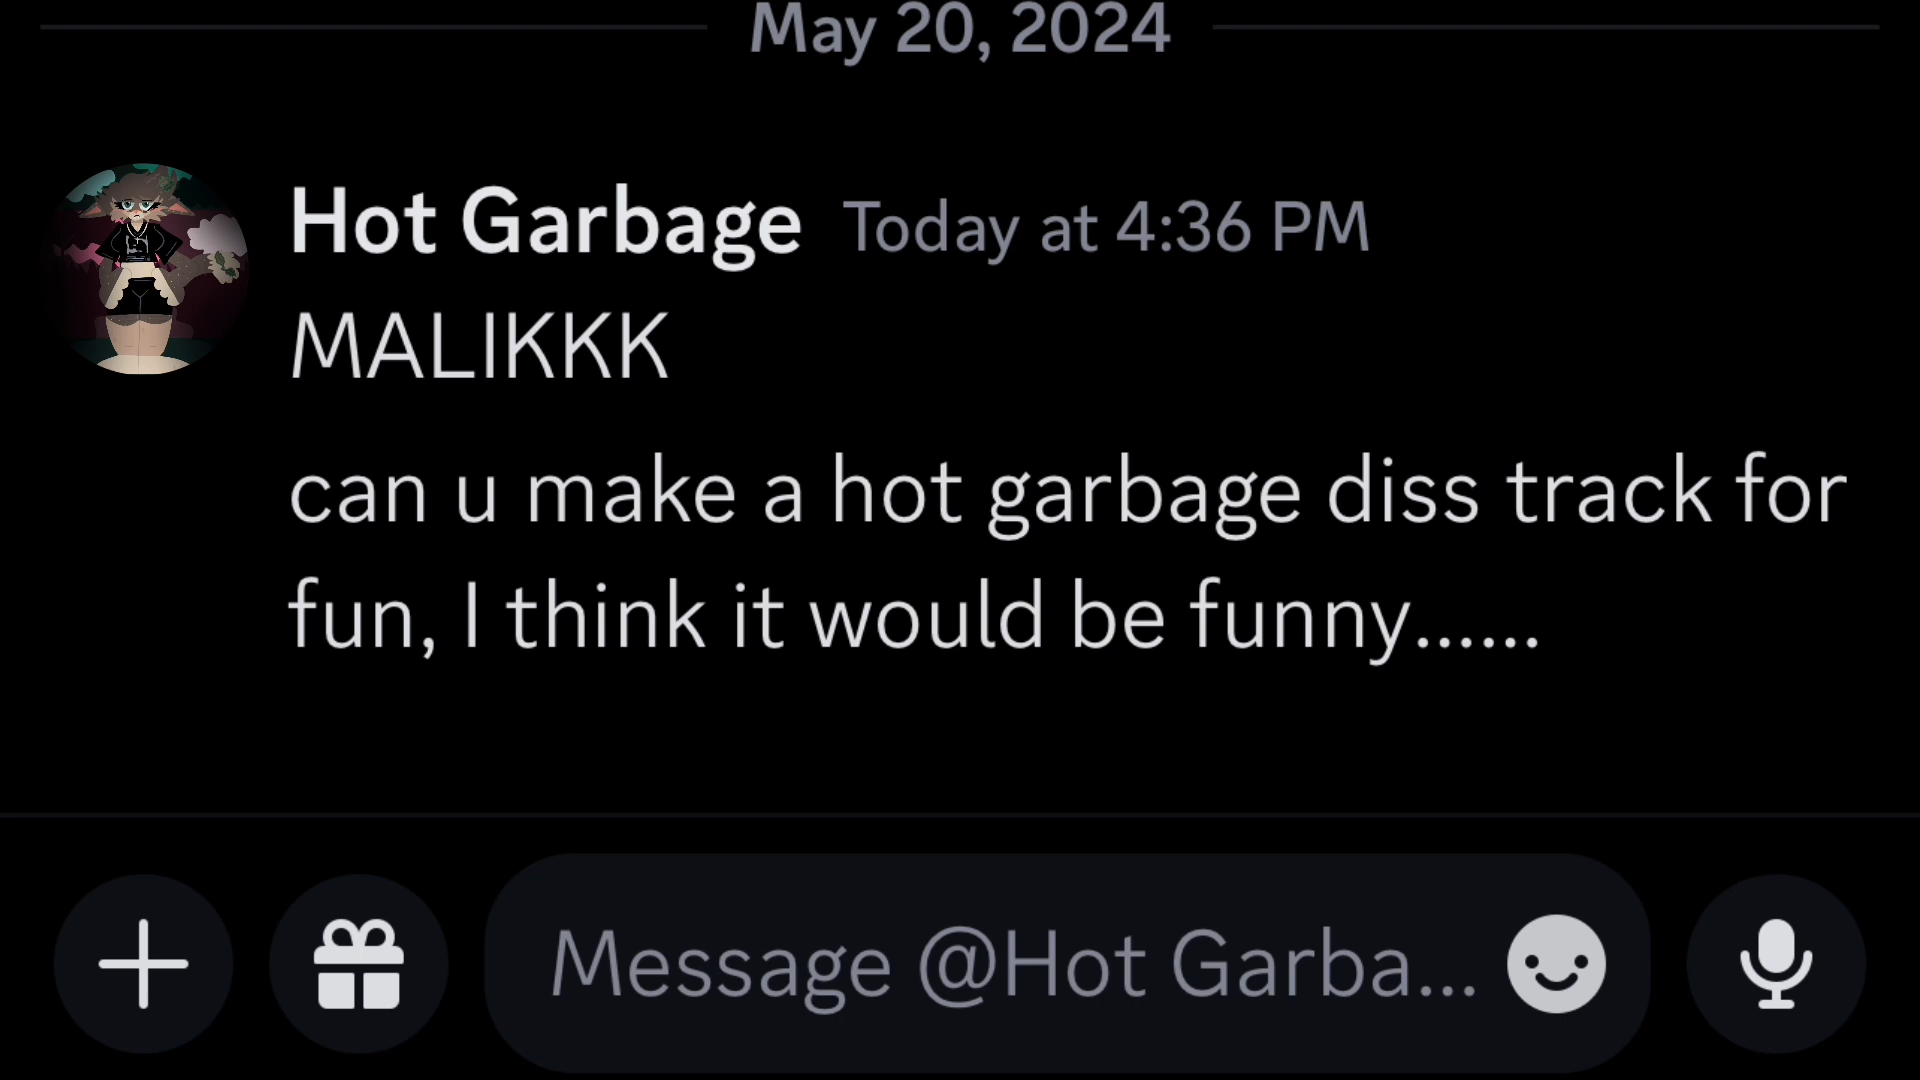 May 20, 2024
Hot Garbage Today at 4:36 PM
MALIKKK
can u make a hot garbage diss track for
fun, I think it would be funny......
Message @Hot Garba...